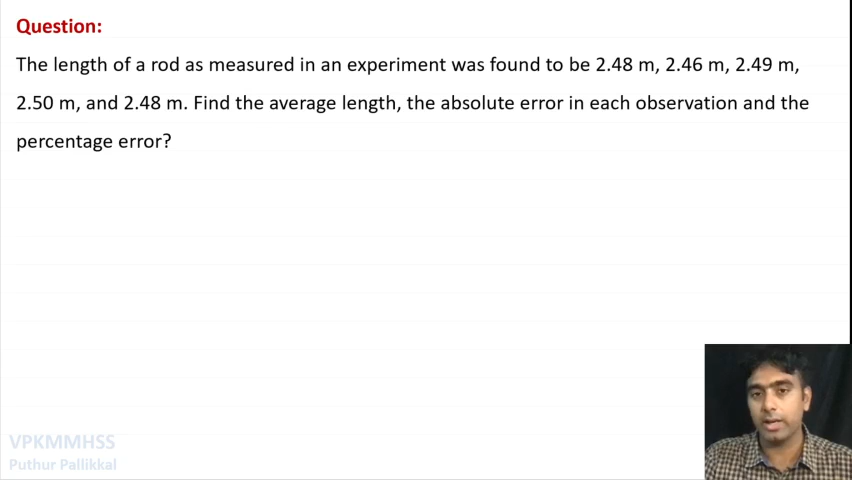 Question:
The length of a rod as measured in an experiment was found to be 2.48 m, 2.46 m, 2.49 m,
2.50 m, and 2.48 m. Find the average length, the absolute error in each observation and the
percentage error?
VPKMMHSS
Puthur Pallikkal